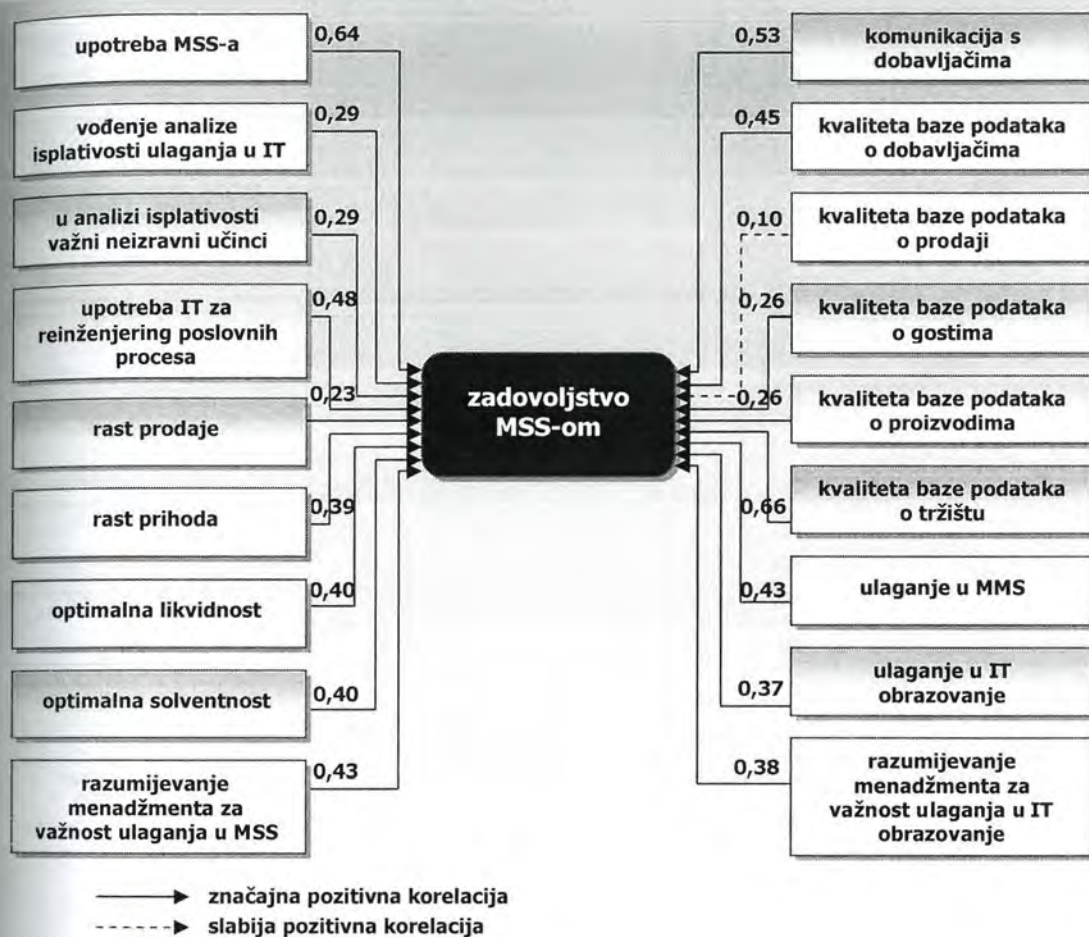 upotreba MSS-a
0,64
vođenje analize
isplativosti ulaganja u IT
0,29
u analizi isplativosti
važni neizravni učinci
0,29
upotreba IT za
reinženjering poslovnih
procesa
0,48
rast prodaje
0,23
rast prihoda
0,39
optimalna likvidnost
0,40
optimalna solventnost
0,40
razumijevanje
menadžmenta za
važnost ulaganja u MSS
0,43
zadovoljstvo
MSS-om
0,53
komunikacija s
dobavljačima
0,45
kvaliteta baze podataka
o dobavljačima
0,10
kvaliteta baze podataka
o prodaji
0,26
kvaliteta baze podataka
o gostima
0,26
kvaliteta baze podataka
o proizvodima
0,66
kvaliteta baze podataka
o tržištu
0,43
ulaganje u MMS
0,37
ulaganje u IT
obrazovanje
0,38
razumijevanje
menadžmenta za
važnost ulaganja u IT
obrazovanje
značajna pozitivna korelacija
slabija pozitivna korelacija